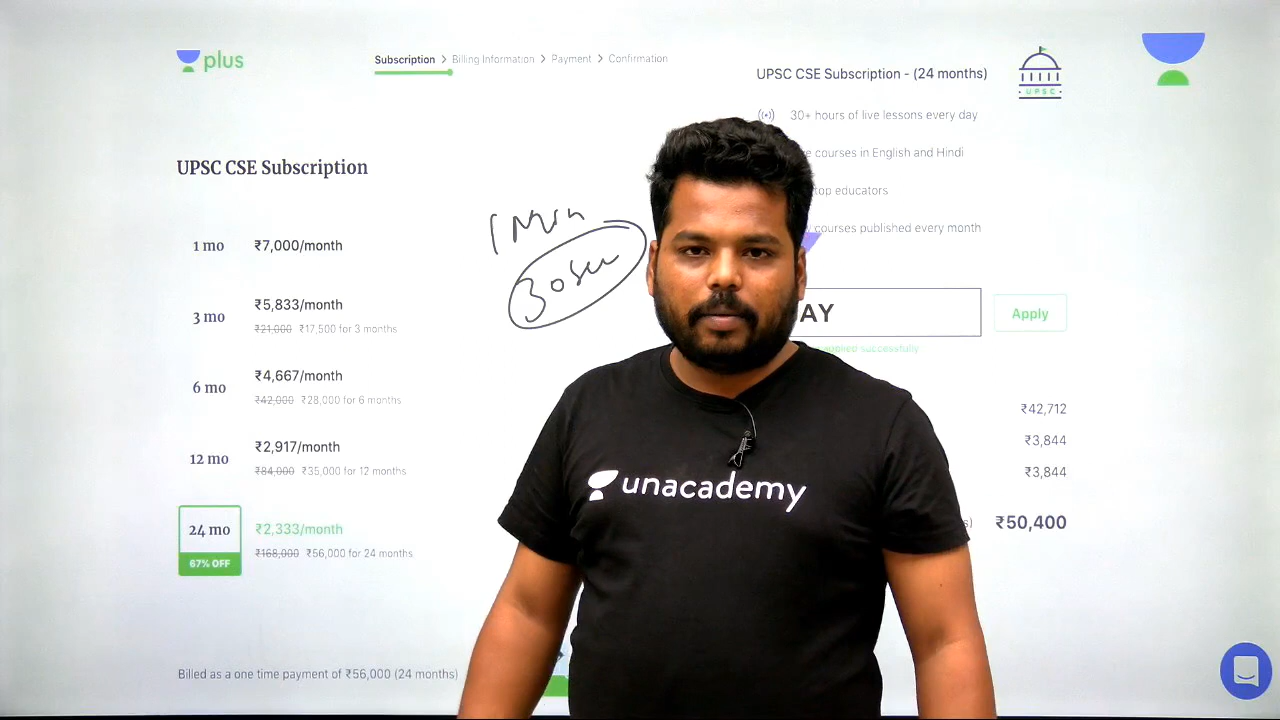 plus
Subscription > Billing Information > Payment > Confirmation
UPSC CSE Subscription - (24 months)
UPSC
30+ hours of live lessons every day
courses in English and Hindi
top educators
courses published every month
UPSC CSE Subscription
1 Min
30 sec
1 mo ₹7,000/month
3 mo ₹5,833/month
₹21,000 ₹17,500 for 3 months
6 mo ₹4,667/month
₹42,000 ₹28,000 for 6 months
12 mo ₹2,917/month
₹84,000 ₹35,000 for 12 months
24 mo ₹2,333/month
₹168,000 ₹56,000 for 24 months
67% OFF
Billed as a one time payment of ₹56,000 (24 months)
AY
Apply
applied successfully
₹42,712
₹3,844
₹3,844
₹50,400
unacademy